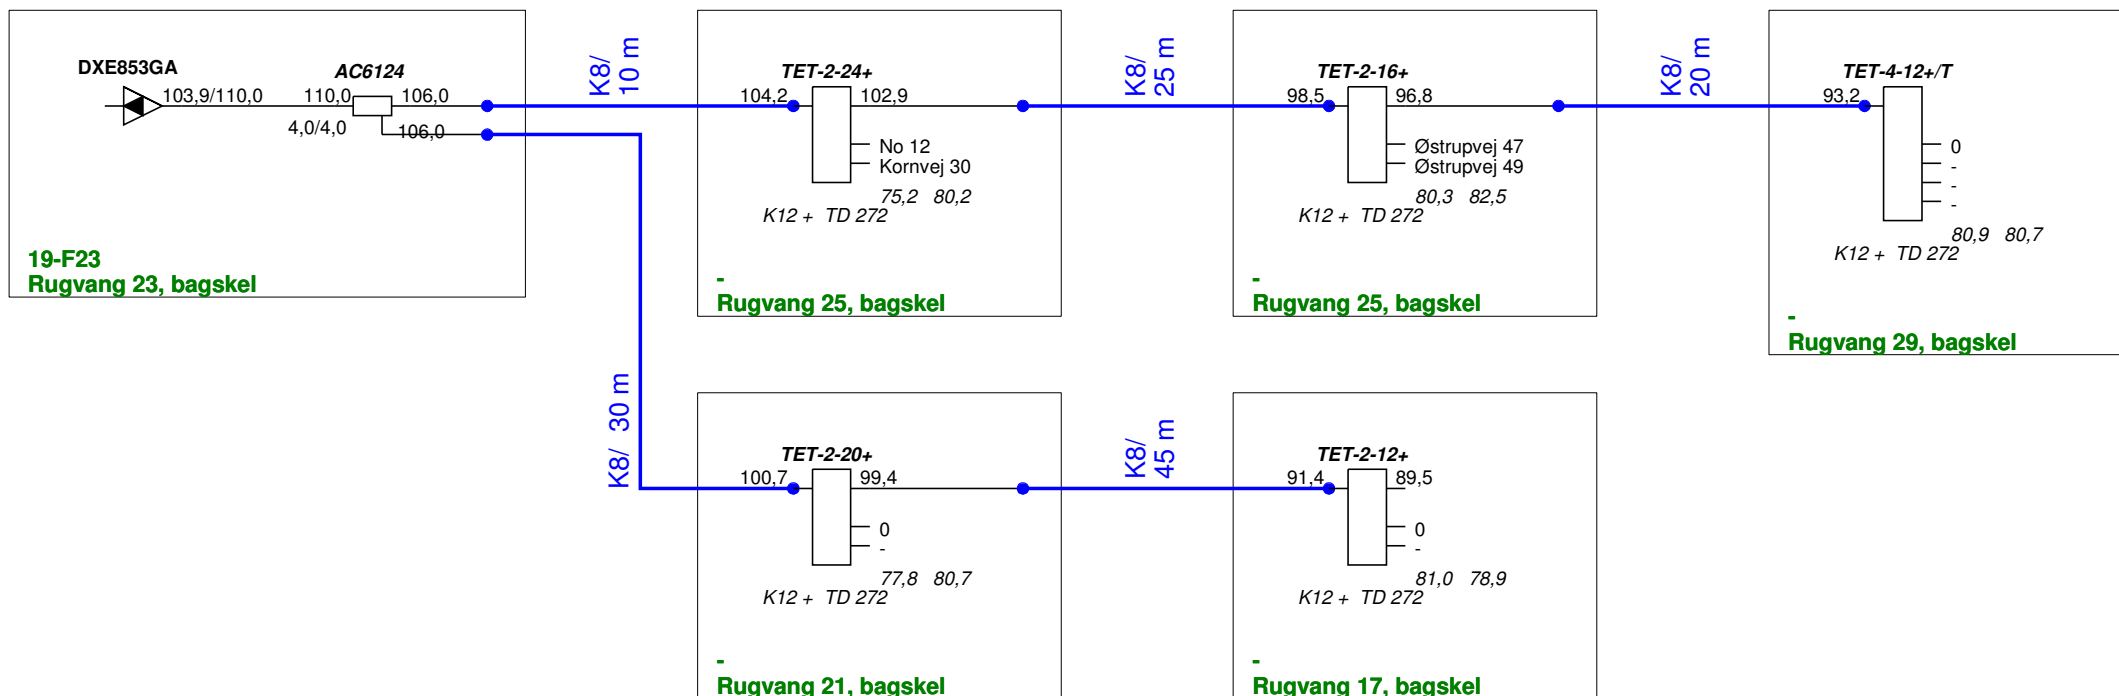 DXE853GA
103,9/110,0
AC6124
110,0
106,0
4,0/4,0
106,0
19-F23
Rugvang 23, bagskel
K8/
10 m
TET-2-24+
104,2
102,9
No 12
Kornvej 30
75,2 80,2
K12 + TD 272
-
Rugvang 25, bagskel
K8/
25 m
TET-2-16+
98,5
96,8
Østrupvej 47
Østrupvej 49
80,3 82,5
K12 + TD 272
-
Rugvang 25, bagskel
K8/
20 m
TET-4-12+/T
93,2
0
-
-
-
80,9 80,7
K12 + TD 272
-
Rugvang 29, bagskel
K8/ 30 m
TET-2-20+
100,7
99,4
0
-
77,8 80,7
K12 + TD 272
-
Rugvang 21, bagskel
K8/
45 m
TET-2-12+
91,4
89,5
0
-
81,0 78,9
K12 + TD 272
-
Rugvang 17, bagskel